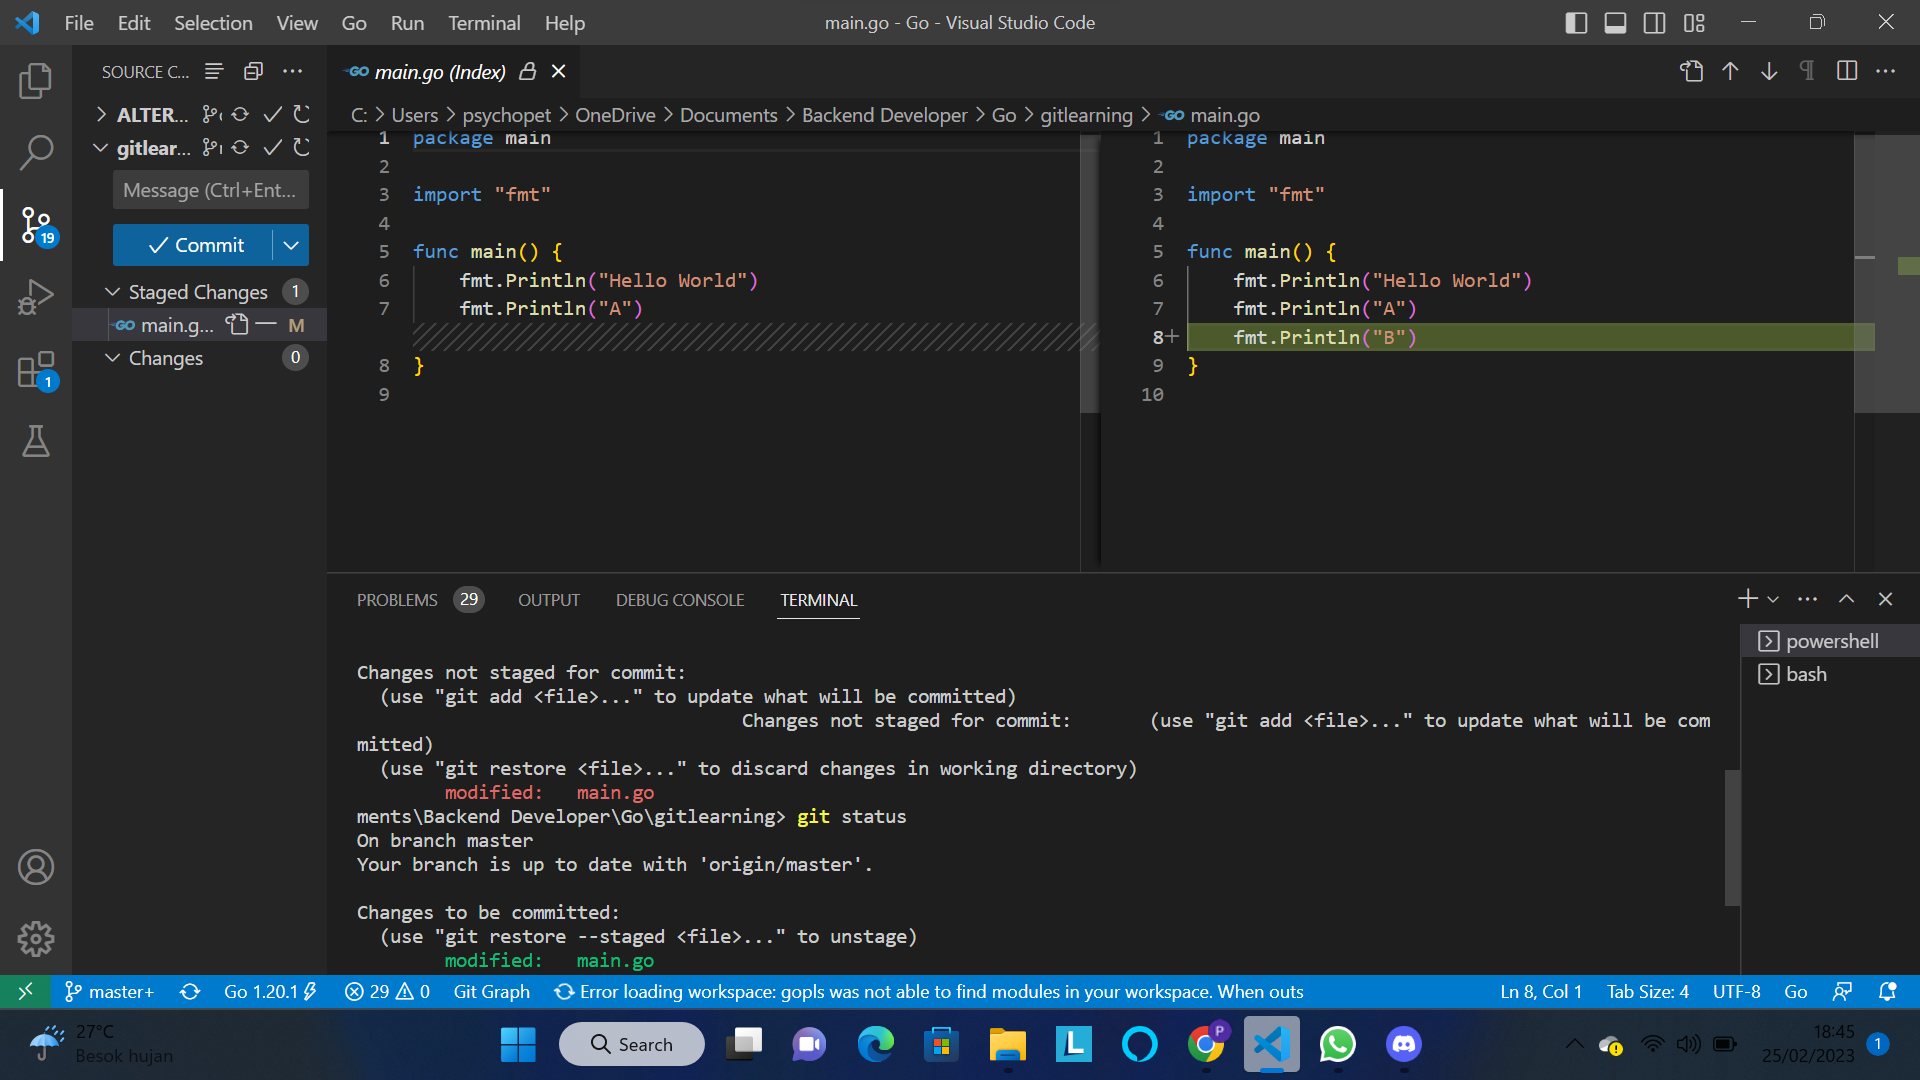 File Edit Selection View Go Run Terminal Help
main.go - Go - Visual Studio Code
SOURCE C...
ALTER...
gitlear...
Message (Ctrl+Ent...
Commit
Staged Changes 1
GO main.g... M
Changes 0
19
1
GO main.go (Index)
C: > Users > psychopet > OneDrive > Documents > Backend Developer > Go > gitlearning > GO main.go
1 package main
2
3 import "fmt"
4
5 func main() {
6 fmt.Println("Hello World")
7 fmt.Println("A")
8 }
9
1 package main
2
3 import "fmt"
4
5 func main() {
6 fmt.Println("Hello World")
7 fmt.Println("A")
8+ fmt.Println("B")
9 }
10
PROBLEMS 29 OUTPUT DEBUG CONSOLE TERMINAL
powershell
bash
Changes not staged for commit:
(use "git add <file>..." to update what will be committed)
Changes not staged for commit: (use "git add <file>..." to update what will be com
mitted)
(use "git restore <file>..." to discard changes in working directory)
modified: main.go
ments\Backend Developer\Go\gitlearning> git status
On branch master
Your branch is up to date with 'origin/master'.
Changes to be committed:
(use "git restore --staged <file>..." to unstage)
modified: main.go
master+ Go 1.20.1 29 0 Git Graph Error loading workspace: gopls was not able to find modules in your workspace. When outs Ln 8, Col 1 Tab Size: 4 UTF-8 Go
27°C
Besok hujan
Search
L
P
18:45
25/02/2023
1